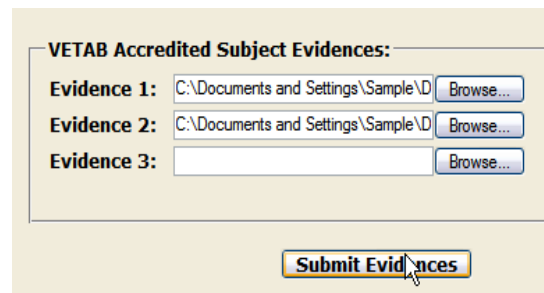 VETAB Accredited Subject Evidences:
Evidence 1: C:\Documents and Settings\Sample\D Browse...
Evidence 2: C:\Documents and Settings\Sample\D Browse...
Evidence 3: Browse...
Submit Evidences